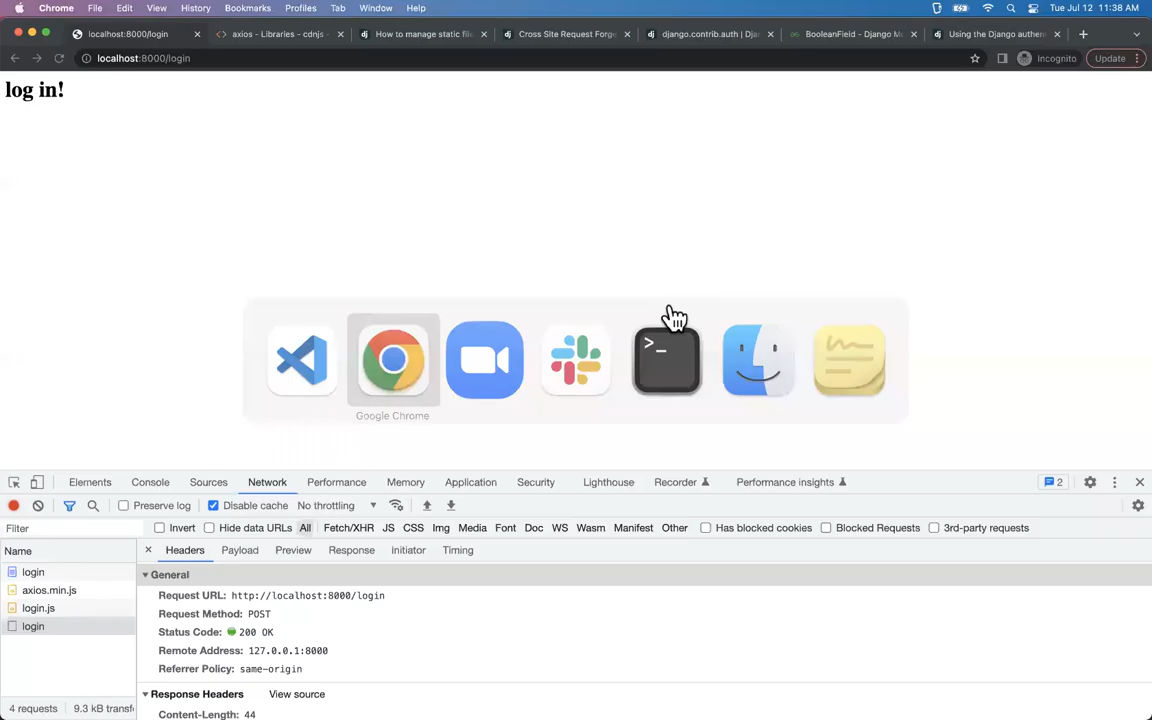 Chrome File Edit View History Bookmarks Profiles Tab Window Help Tue Jul 12 11:38 AM
localhost:8000/login axios - Libraries - cdnjs - How to manage static file Cross Site Request Forge django.contrib.auth | Djan BooleanField - Django Mo Using the Django authent
localhost:8000/login Incognito Update
log in!
>_
Google Chrome
Elements Console Sources Network Performance Memory Application Security Lighthouse Recorder Performance insights 2
Preserve log Disable cache No throttling
Filter Invert Hide data URLs All Fetch/XHR JS CSS Img Media Font Doc WS Wasm Manifest Other Has blocked cookies Blocked Requests 3rd-party requests
Name Headers Payload Preview Response Initiator Timing
login
axios.min.js
login.js
login
General
Request URL: http://localhost:8000/login
Request Method: POST
Status Code: 200 OK
Remote Address: 127.0.0.1:8000
Referrer Policy: same-origin
Response Headers View source
Content-Length: 44
4 requests 9.3 kB transf